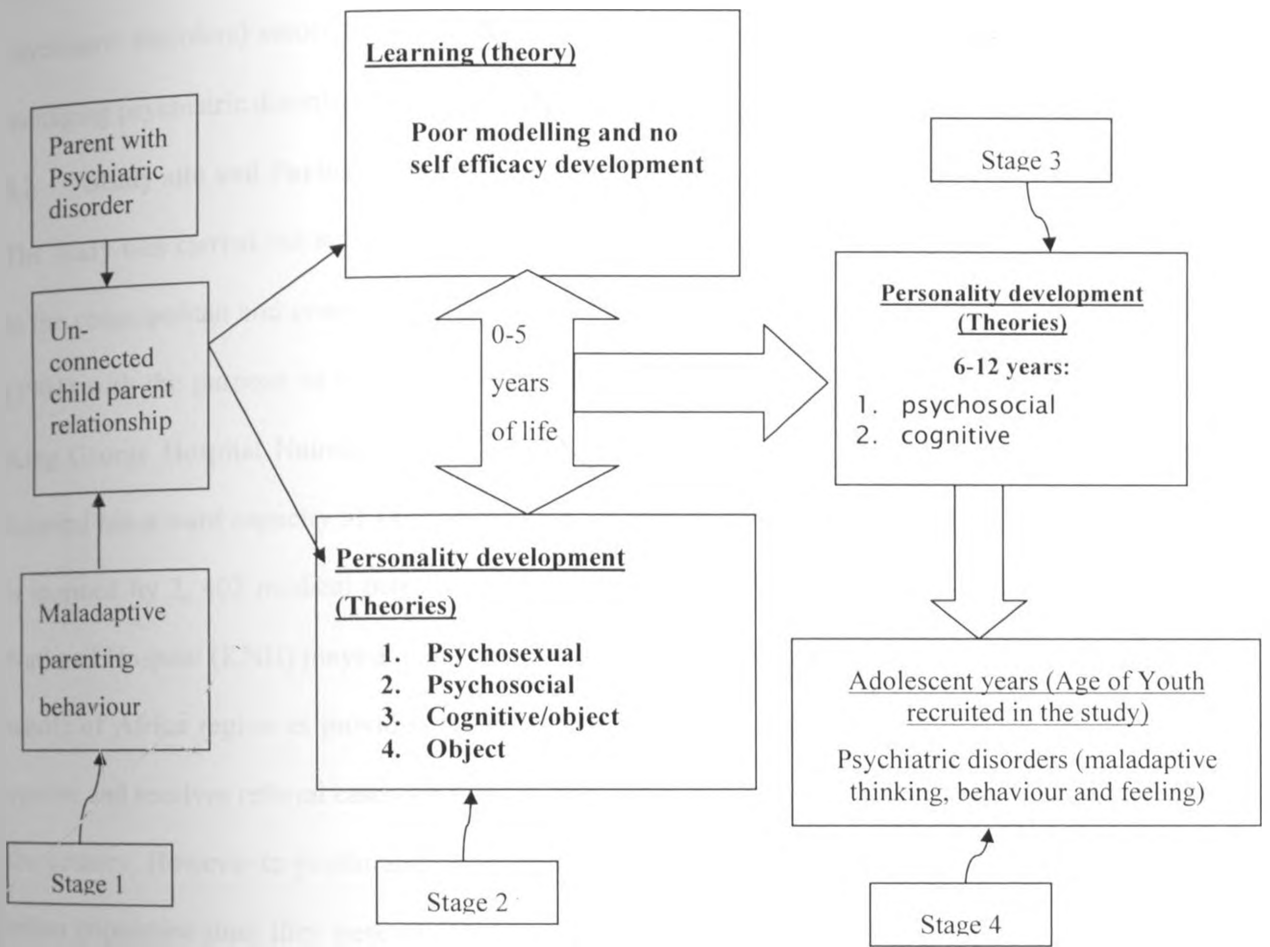 Parent with
Psychiatric
disorder
Un-
connected
child parent
relationship
Maladaptive
parenting
behaviour
Stage 1
Learning (theory)
Poor modelling and no
self efficacy development
0-5
years
of life
Personality development
(Theories)
1. Psychosexual
2. Psychosocial
3. Cognitive/object
4. Object
Stage 2
Stage 3
Personality development
(Theories)
6-12 years:
1. psychosocial
2. cognitive
Adolescent years (Age of Youth
recruited in the study)
Psychiatric disorders (maladaptive
thinking, behaviour and feeling)
Stage 4